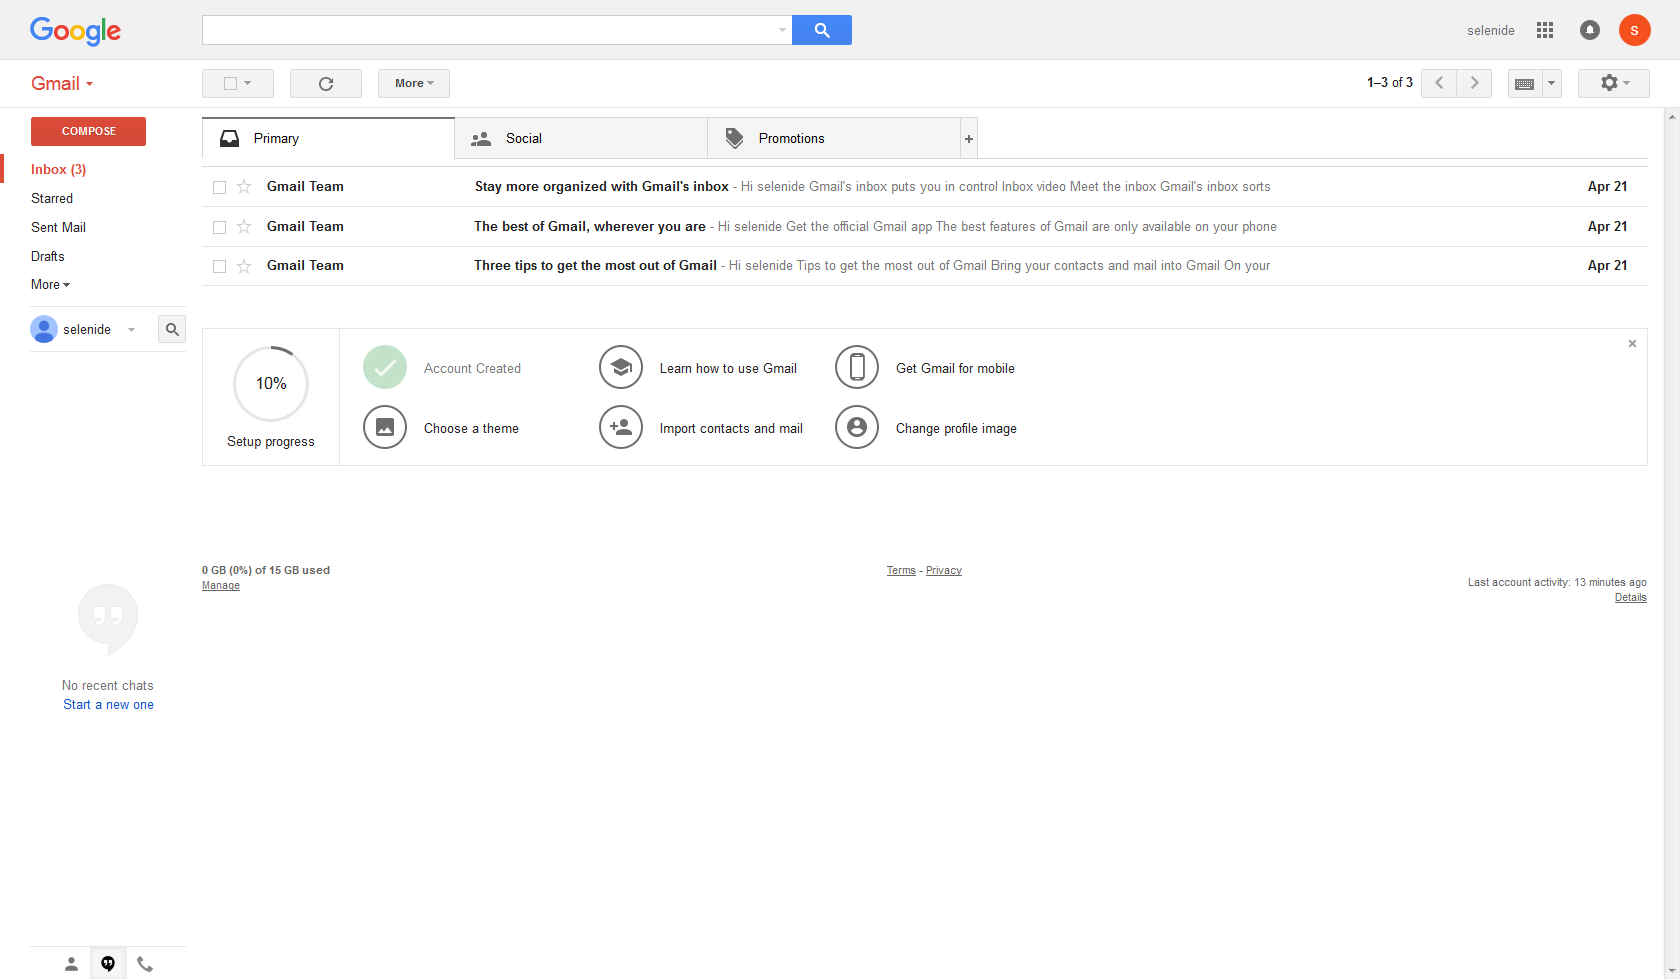 Google
selenide
S
Gmail
More
1–3 of 3
COMPOSE
Inbox (3)
Starred
Sent Mail
Drafts
More
selenide
Primary
Social
Promotions
+
Gmail Team Stay more organized with Gmail's inbox - Hi selenide Gmail's inbox puts you in control Inbox video Meet the inbox Gmail's inbox sorts Apr 21
Gmail Team The best of Gmail, wherever you are - Hi selenide Get the official Gmail app The best features of Gmail are only available on your phone Apr 21
Gmail Team Three tips to get the most out of Gmail - Hi selenide Tips to get the most out of Gmail Bring your contacts and mail into Gmail On your Apr 21
10%
Setup progress
Account Created
Learn how to use Gmail
Get Gmail for mobile
Choose a theme
Import contacts and mail
Change profile image
0 GB (0%) of 15 GB used
Manage
Terms - Privacy
Last account activity: 13 minutes ago
Details
No recent chats
Start a new one